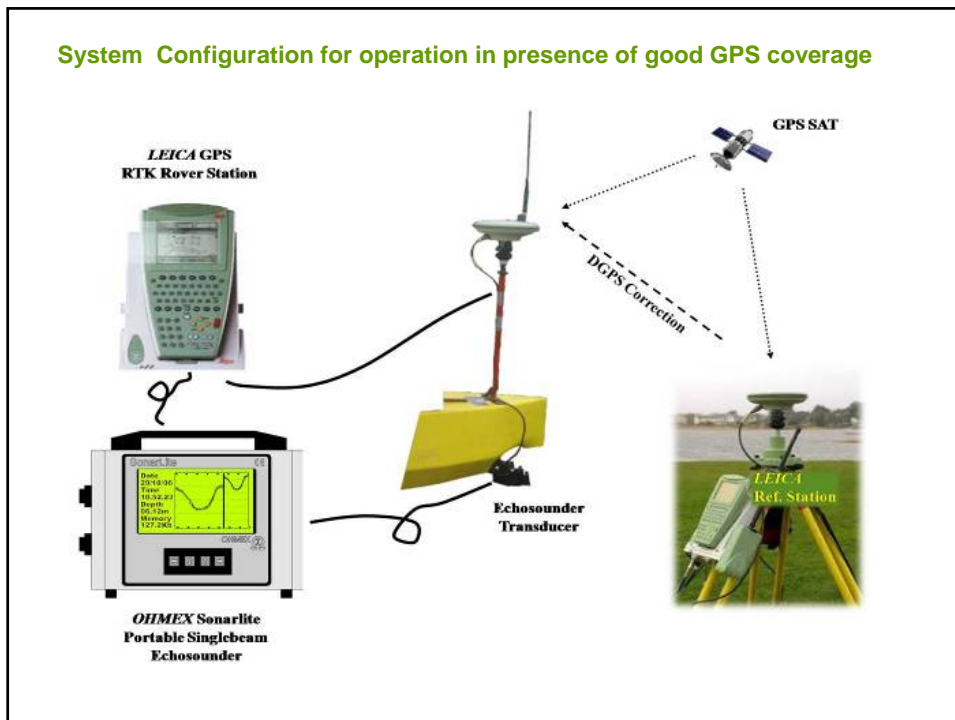 System Configuration for operation in presence of good GPS coverage
GPS SAT
LEICA GPS
RTK Rover Station
DGPS Correction
LEICA
Ref. Station
SonarLite
Date
Time
Depth
Memory
OHMEX
Echosounder
Transducer
OHMEX Sonarlite
Portable Singlebeam
Echosounder